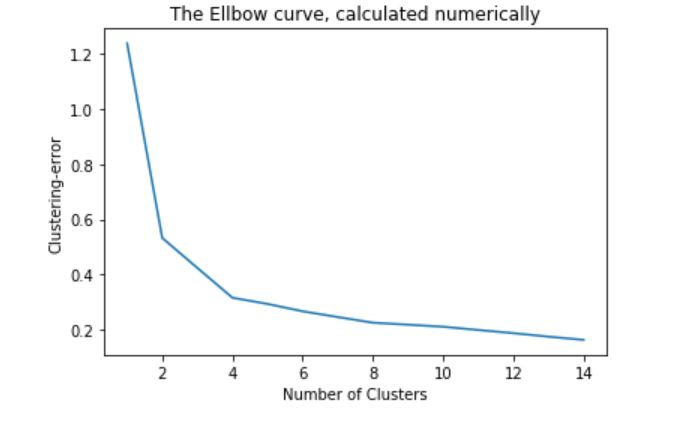 The Ellbow curve, calculated numerically
1.2
1.0
0.8
0.6
0.4
0.2
Clustering-error
2 4 6 8 10 12 14
Number of Clusters